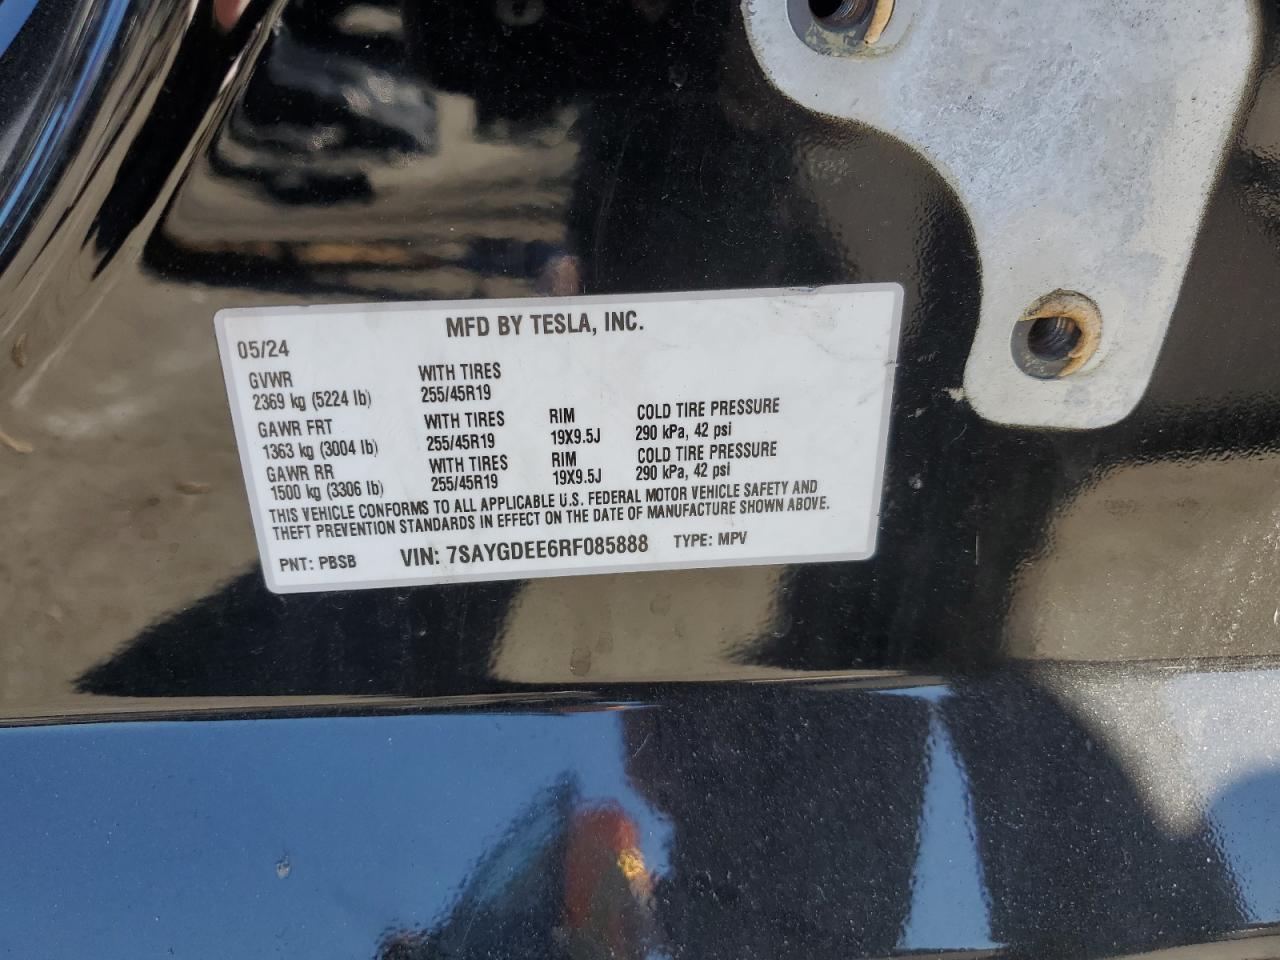 MFD BY TESLA, INC.
05/24
GVWR WITH TIRES
2369 kg (5224 lb) 255/45R19
GAWR FRT WITH TIRES RIM COLD TIRE PRESSURE
1363 kg (3004 lb) 255/45R19 19X9.5J 290 kPa, 42 psi
GAWR RR WITH TIRES RIM COLD TIRE PRESSURE
1500 kg (3306 lb) 255/45R19 19X9.5J 290 kPa, 42 psi
THIS VEHICLE CONFORMS TO ALL APPLICABLE U.S. FEDERAL MOTOR VEHICLE SAFETY AND
THEFT PREVENTION STANDARDS IN EFFECT ON THE DATE OF MANUFACTURE SHOWN ABOVE.
PNT: PBSB VIN: 7SAYGDEE6RF085888 TYPE: MPV